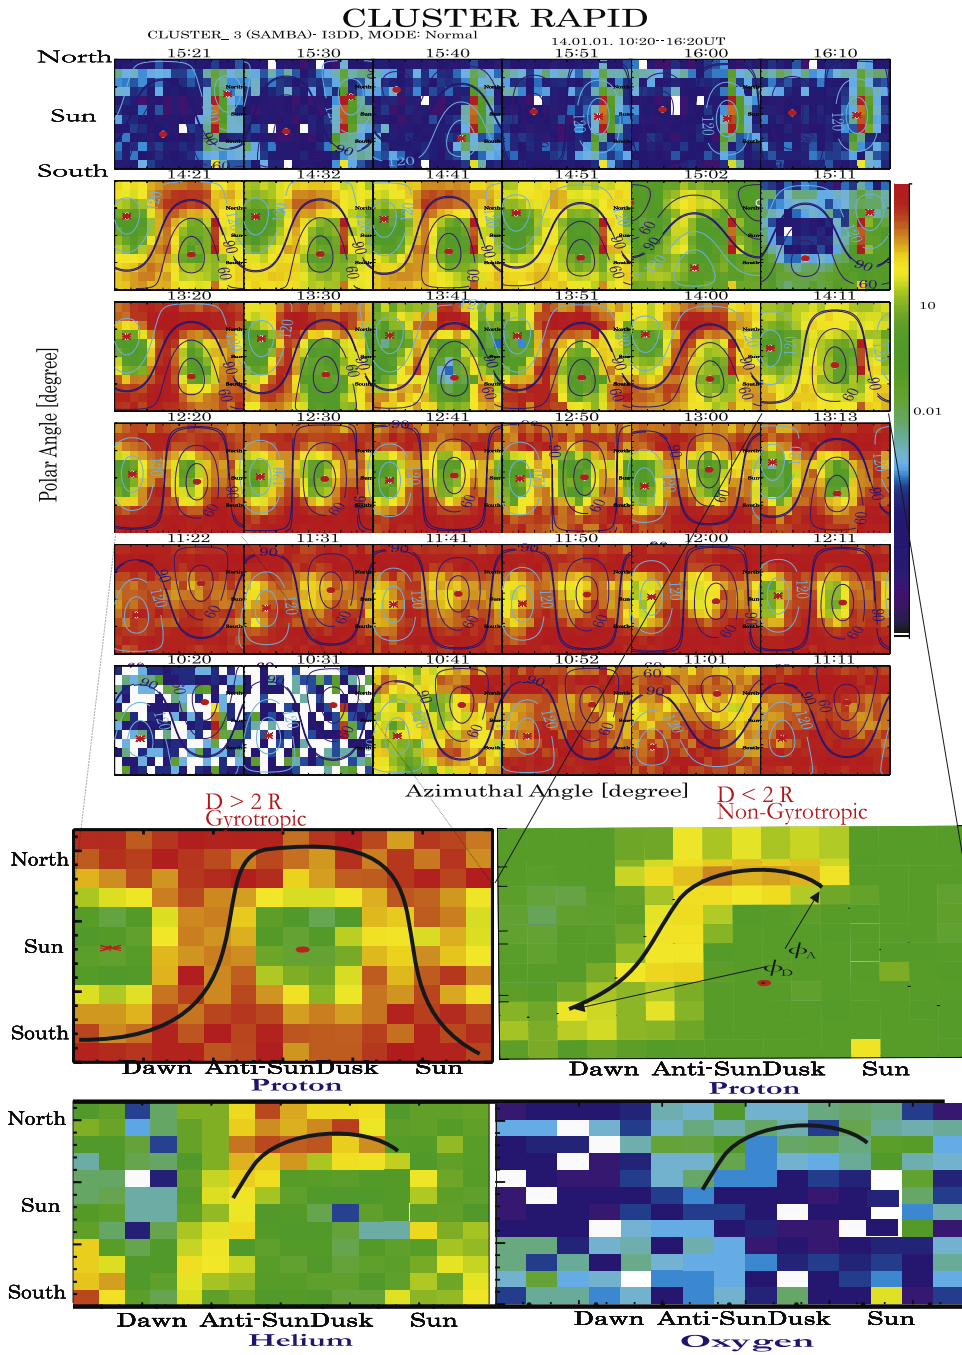 CLUSTER RAPID
CLUSTER_ 3 (SAMBA)- I3DD, MODE: Normal
14.01.01. 10:20--16:20UT
North 15:21 15:30 15:40 15:51 16:00 16:10
Sun
South
14:21 14:32 14:41 14:51 15:02 15:11
13:20 13:30 13:41 13:51 14:00 14:11
10
0.01
Polar Angle [degree]
12:20 12:30 12:41 12:50 13:00 13:13
11:22 11:31 11:41 11:50 12:00 12:11
10:20 10:31 10:41 10:52 11:01 11:11
Azimuthal Angle [degree]
D > 2 R
Gyrotropic
D < 2 R
Non-Gyrotropic
North
Sun
South
ϕA
ϕD
Dawn Anti-Sun Dusk Sun
Proton
Dawn Anti-Sun Dusk Sun
Proton
North
Sun
South
Dawn Anti-Sun Dusk Sun
Helium
Dawn Anti-Sun Dusk Sun
Oxygen